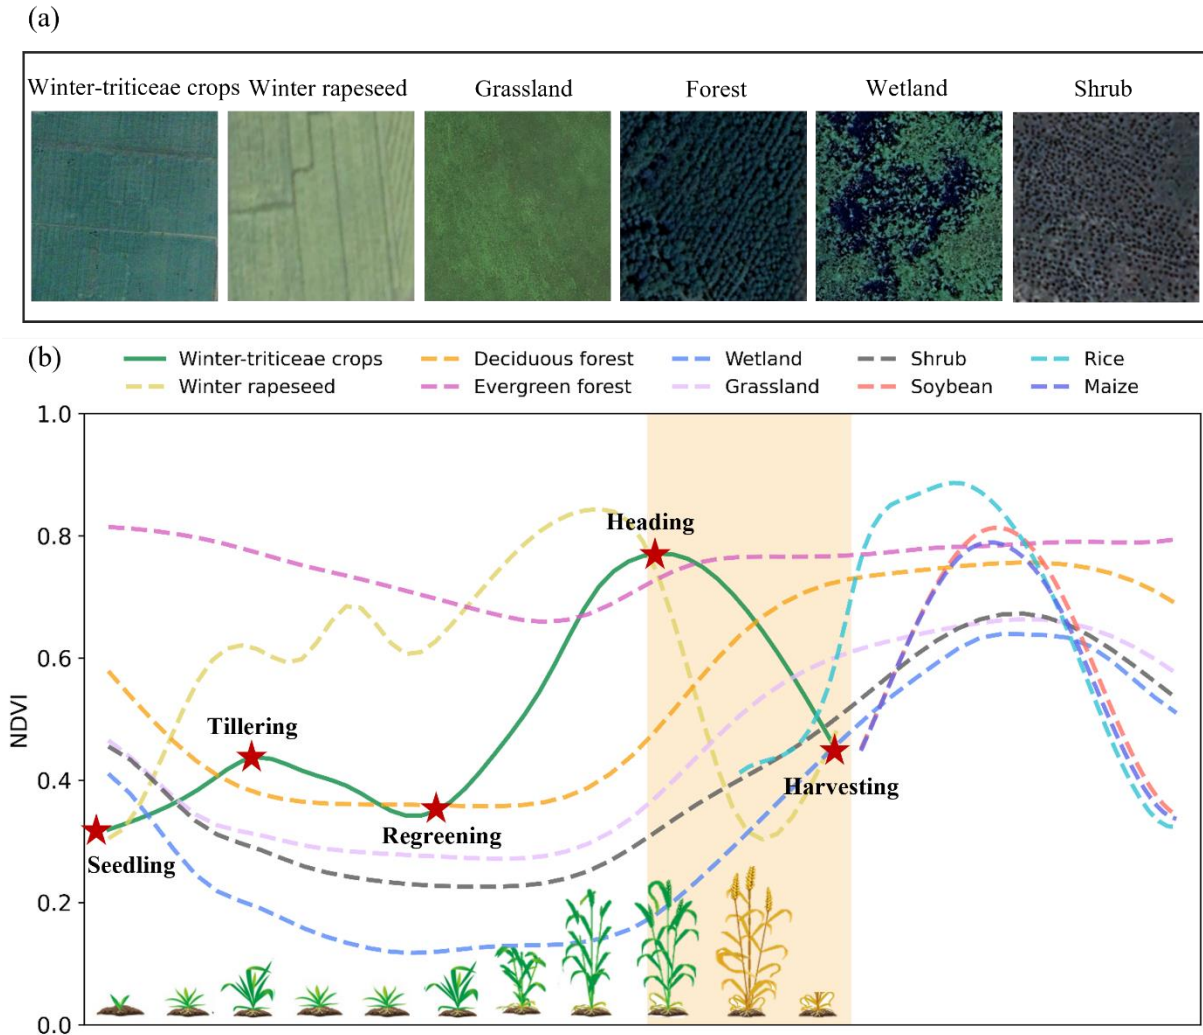 (a)
Winter-triticeae crops Winter rapeseed Grassland Forest Wetland Shrub
(b)
Winter-triticeae crops Deciduous forest Wetland Shrub Rice
Winter rapeseed Evergreen forest Grassland Soybean Maize
1.0
0.8
0.6
0.4
0.2
0.0
NDVI
Heading
Tillering
Regreening
Harvesting
Seedling